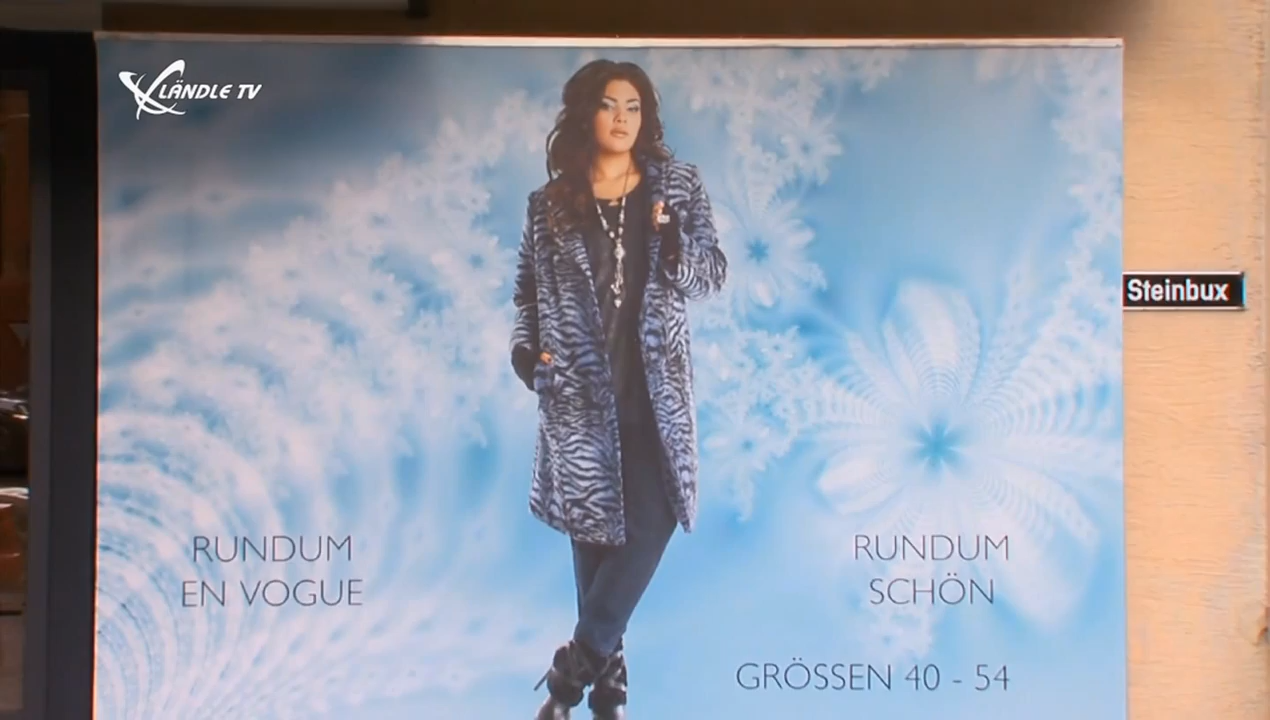 LÄNDLE TV
Steinbux
RUNDUM
EN VOGUE
RUNDUM
SCHÖN
GRÖSSEN 40 - 54